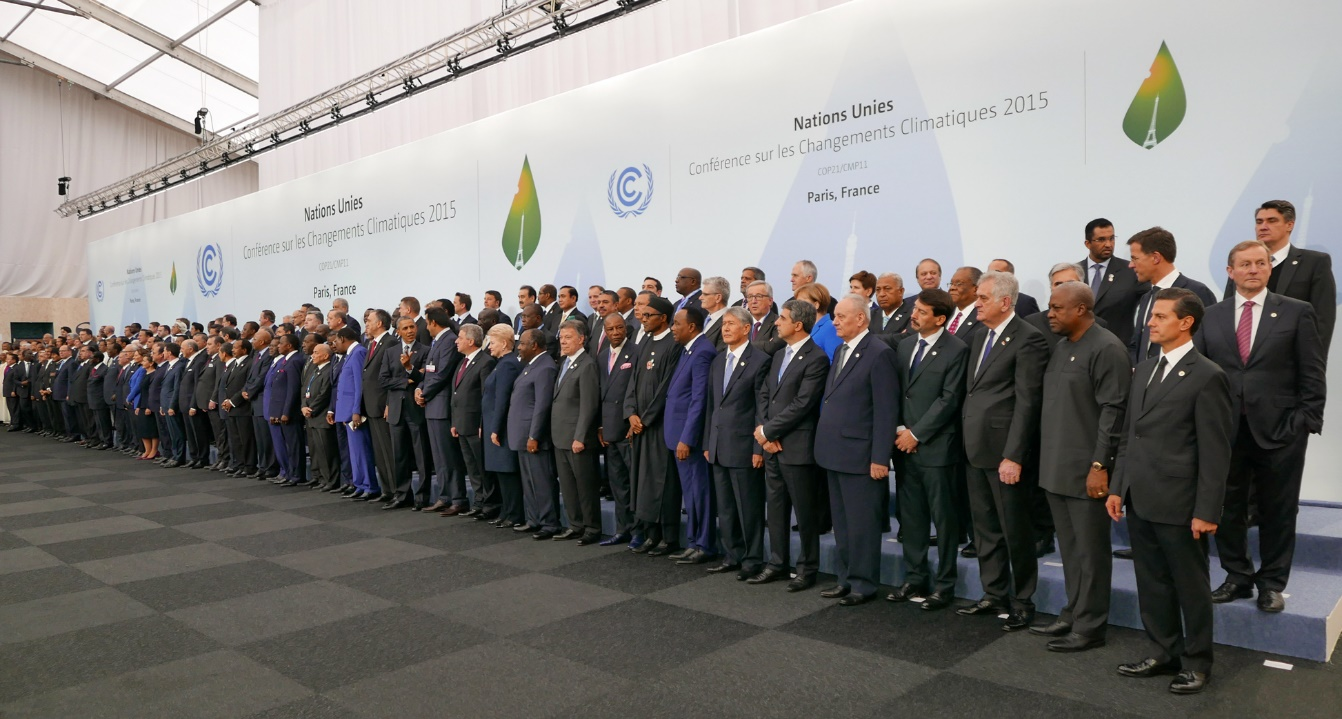 Nations Unies
Conférence sur les Changements Climatiques 2015
COP21/CMP11
Paris, France
Nations Unies
Conférence sur les Changements Climatiques 2015
COP21/CMP11
Paris, France